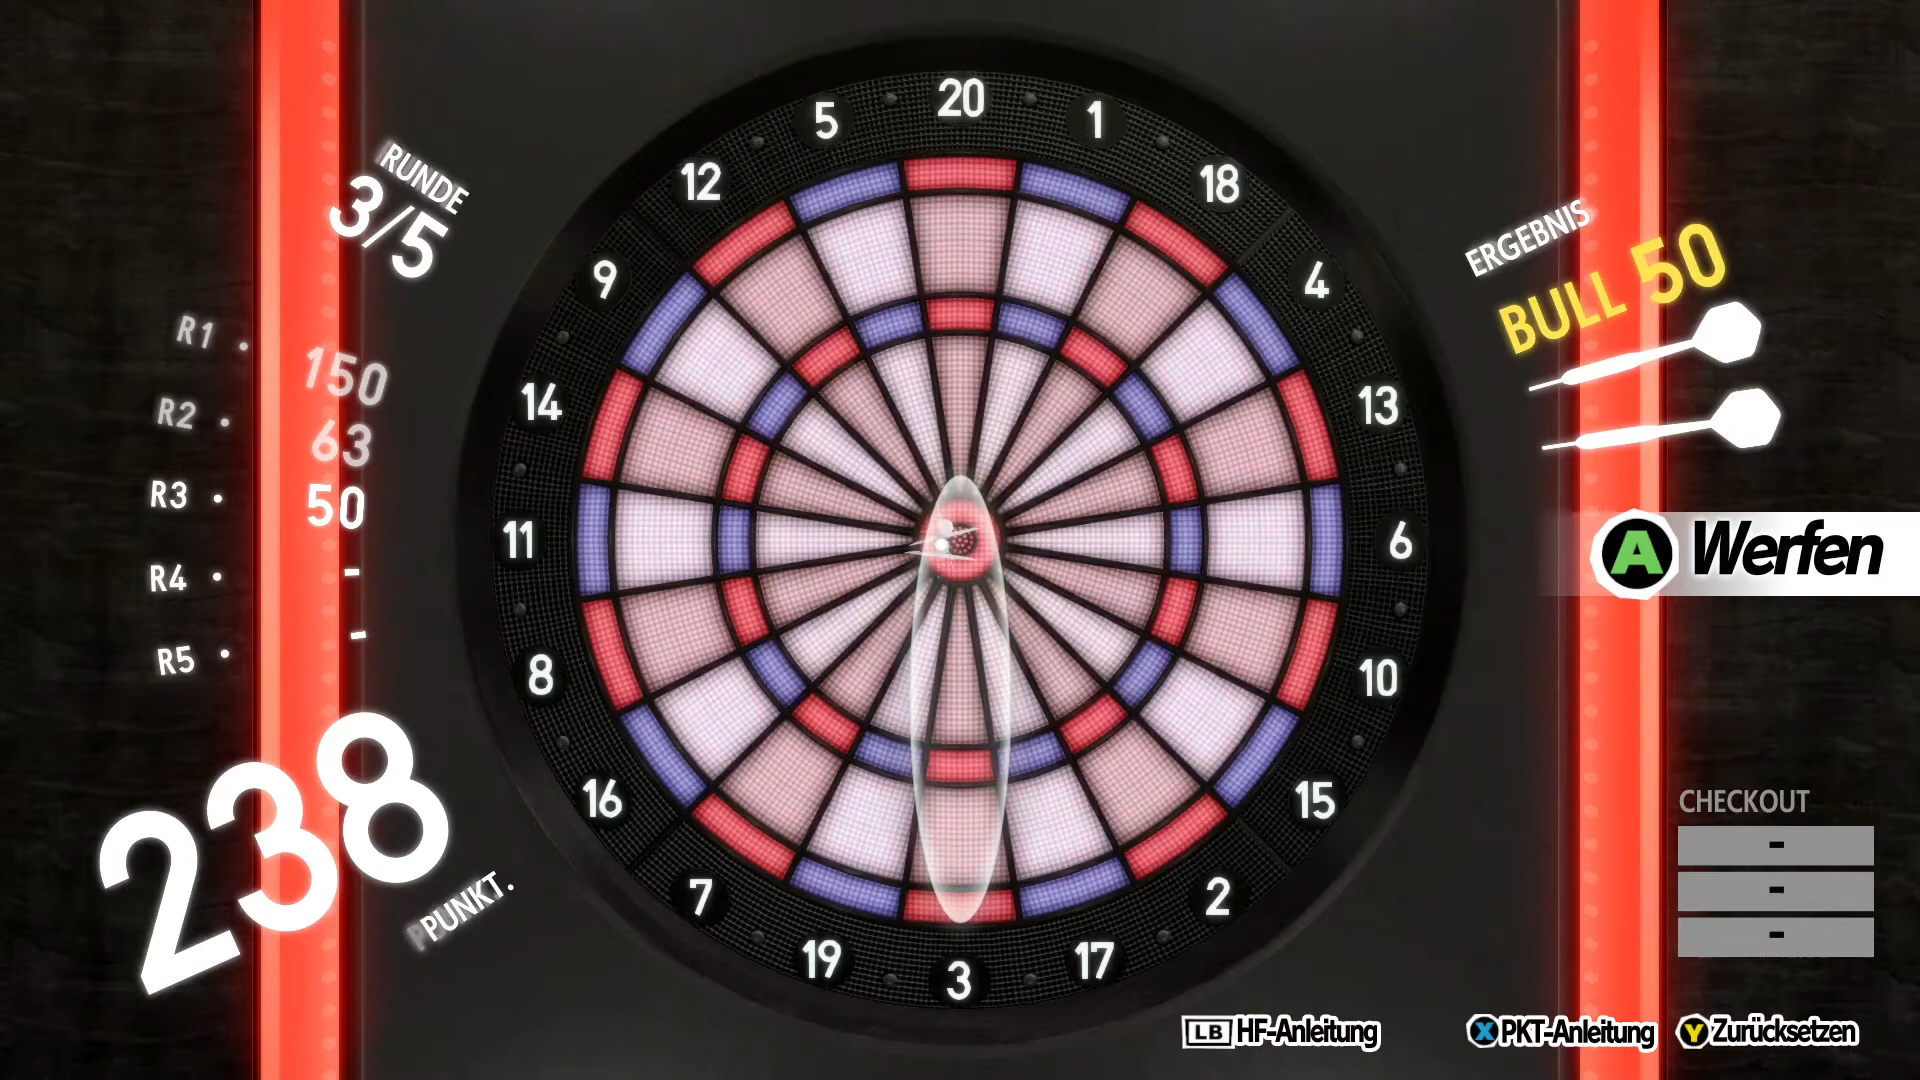 RUNDE
3/5
R1 · 150
R2 · 63
R3 · 50
R4 · -
R5 · -
238
PUNKT.
20
1
18
4
13
6
10
15
2
17
3
19
7
16
8
11
14
9
12
5
ERGEBNIS
BULL 50
A Werfen
CHECKOUT
-
-
-
LB HF-Anleitung
X PKT-Anleitung
Y Zurücksetzen